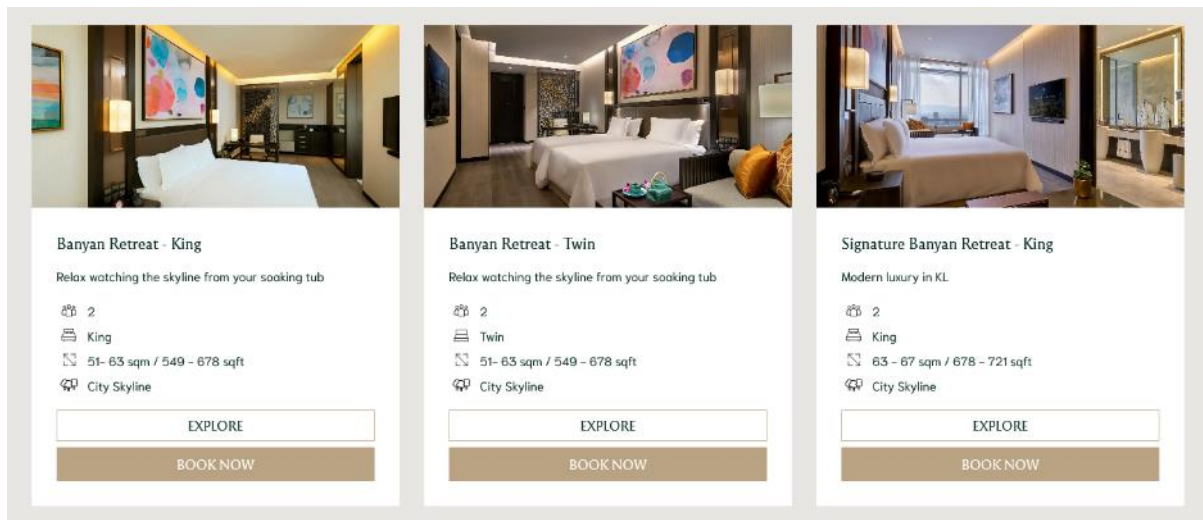 Banyan Retreat - King
Relax watching the skyline from your soaking tub
2
King
51- 63 sqm / 549 - 678 sqft
City Skyline
EXPLORE
BOOK NOW
Banyan Retreat - Twin
Relax watching the skyline from your soaking tub
2
Twin
51- 63 sqm / 549 - 678 sqft
City Skyline
EXPLORE
BOOK NOW
Signature Banyan Retreat - King
Modern luxury in KL
2
King
63 - 67 sqm / 678 - 721 sqft
City Skyline
EXPLORE
BOOK NOW